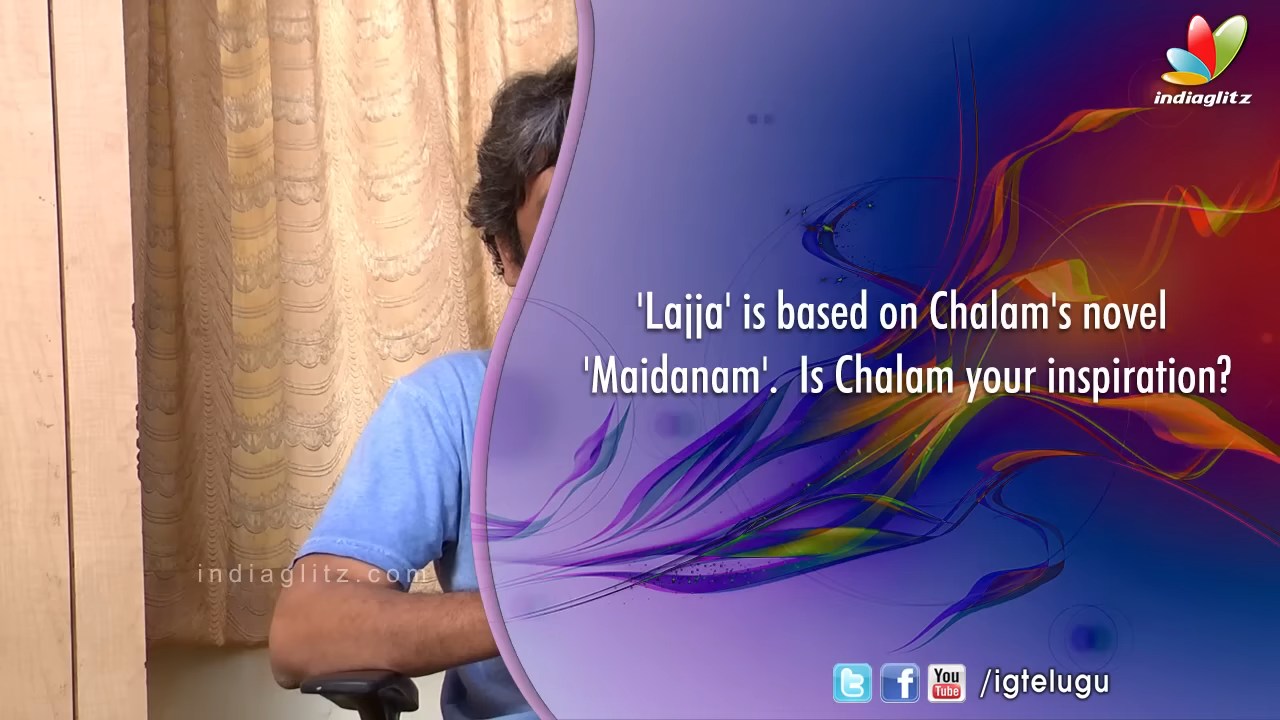 indiaglitz
'Lajja' is based on Chalam's novel
'Maidanam'.  Is Chalam your inspiration?
indiaglitz.com
You
Tube
/igtelugu